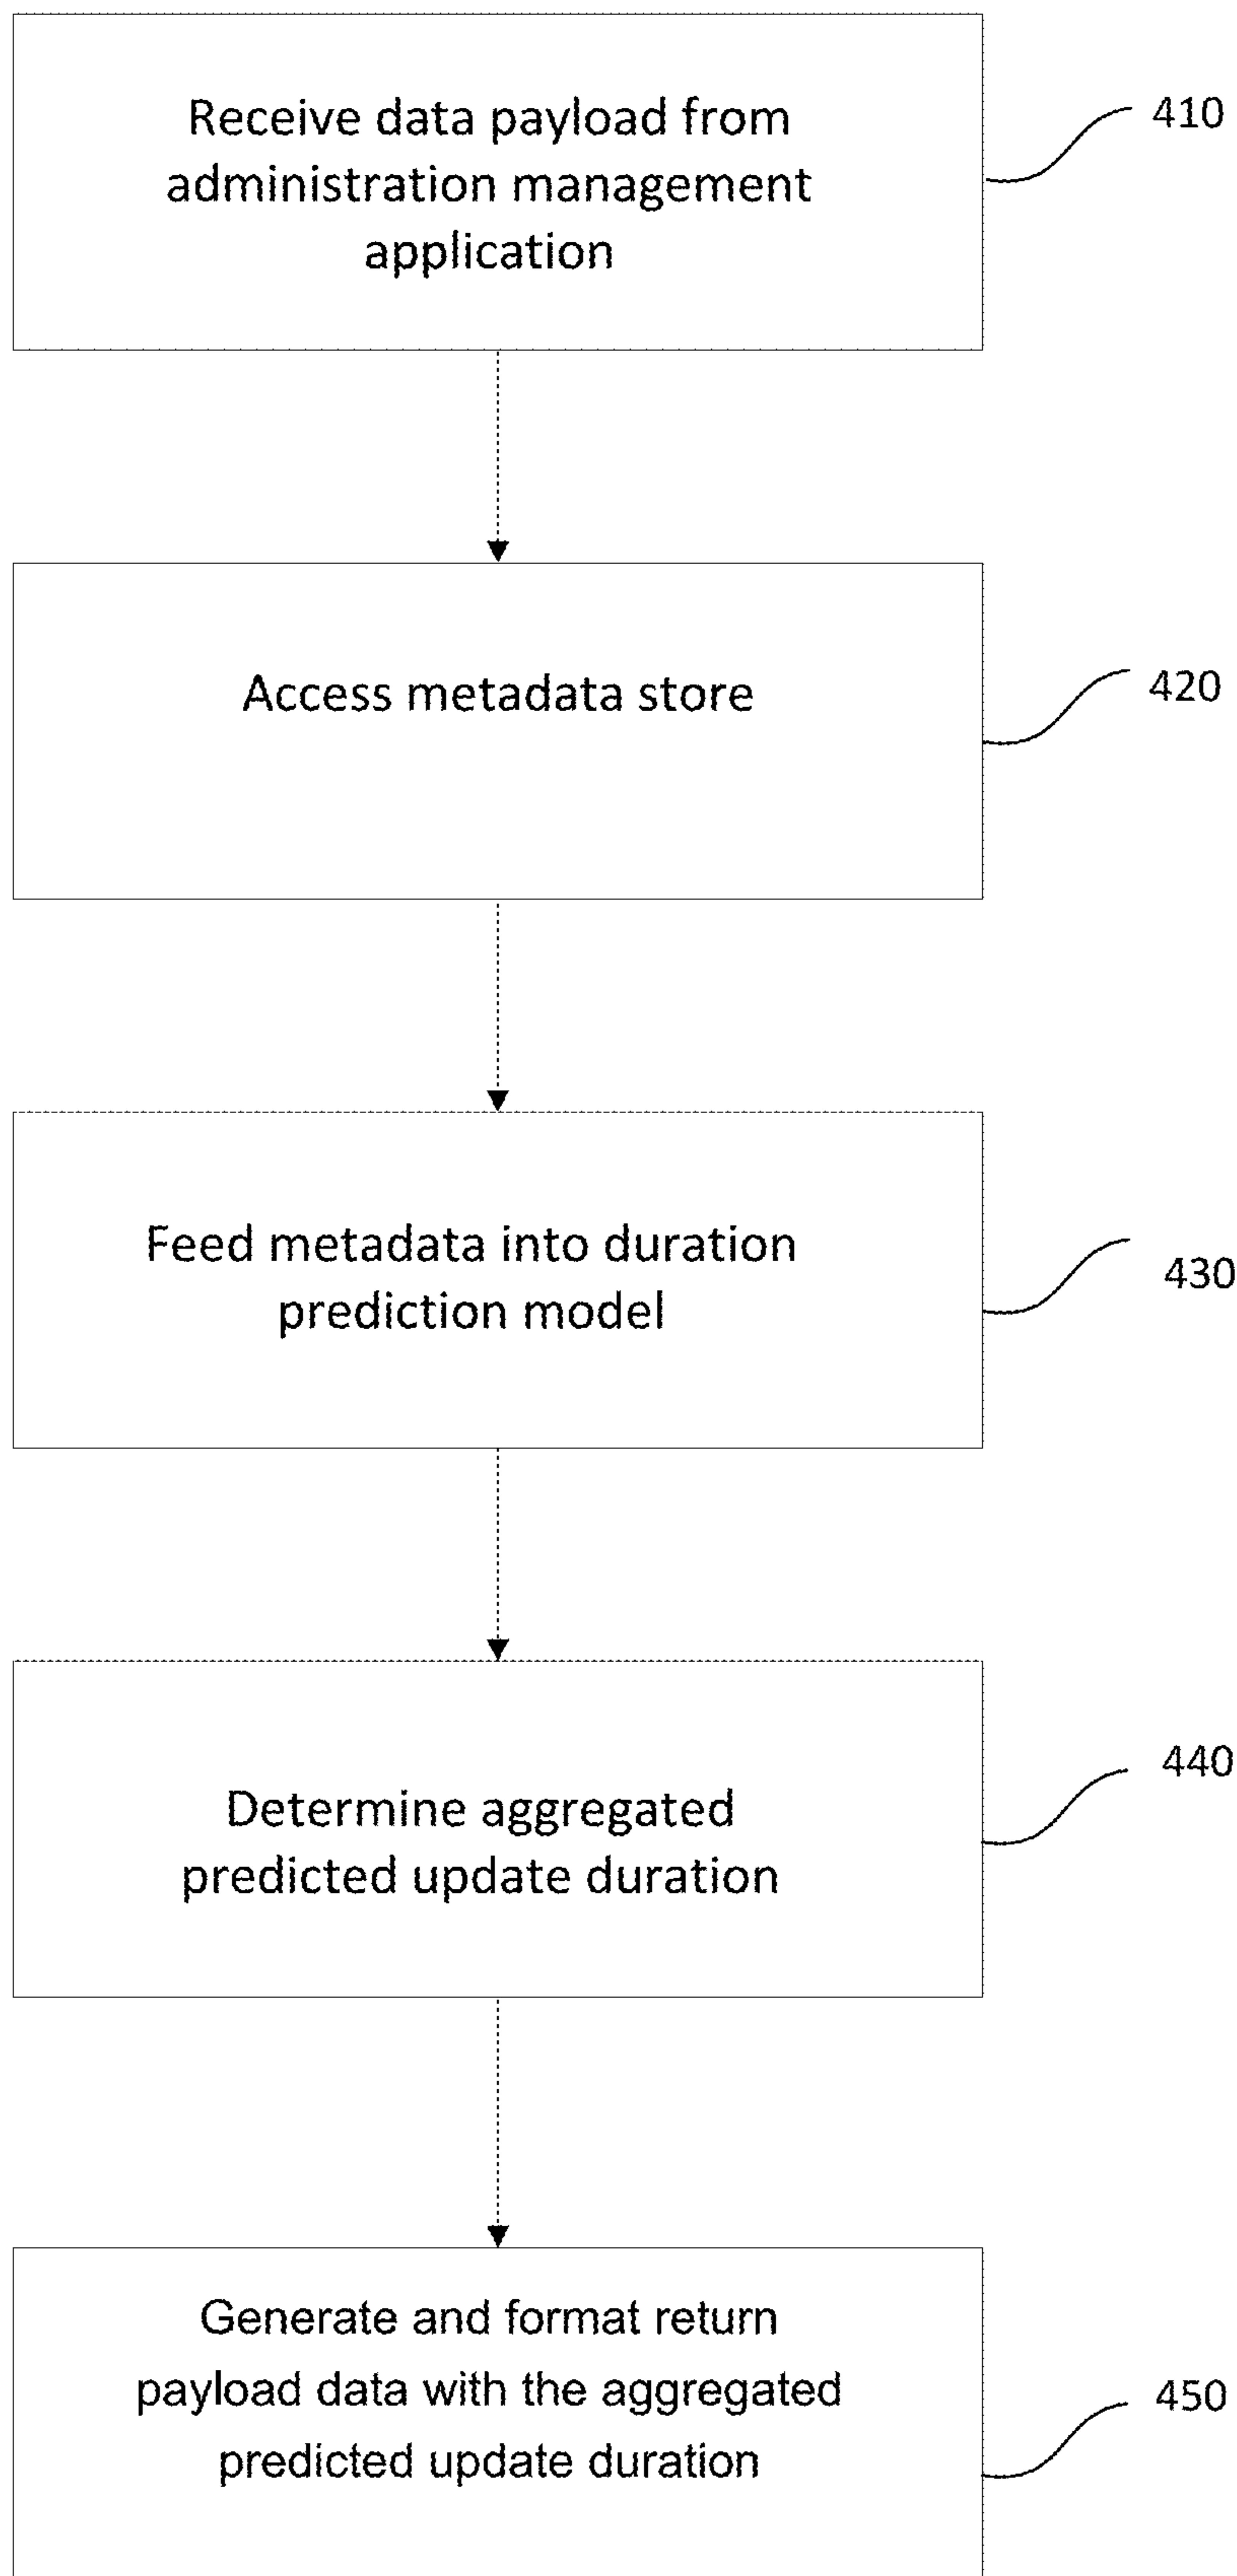 Receive data payload from
administration management
application
410
Access metadata store
420
Feed metadata into duration
prediction model
430
Determine aggregated
predicted update duration
440
Generate and format return
payload data with the aggregated
predicted update duration
450